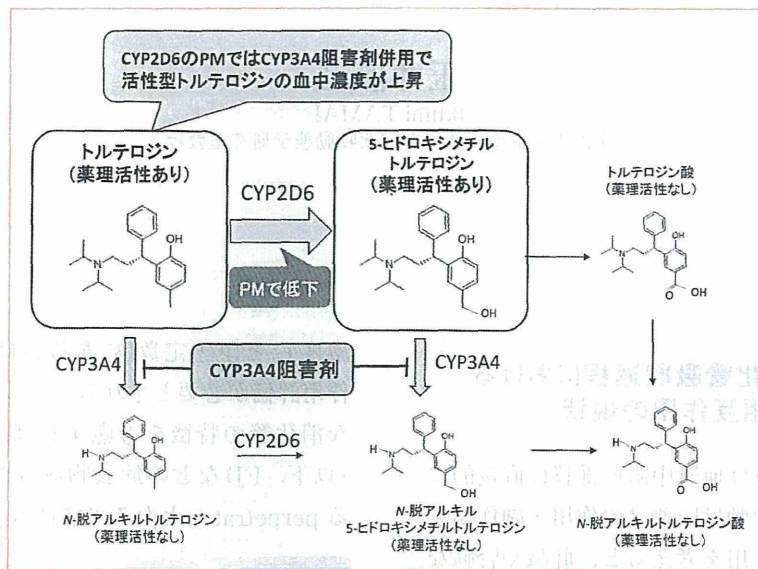 CYP2D6のPMではCYP3A4阻害剤併用で
活性型トルテロジンの血中濃度が上昇
トルテロジン
(薬理活性あり)
CYP2D6
PMで低下
5-ヒドロキシメチル
トルテロジン
(薬理活性あり)
トルテロジン酸
(薬理活性なし)
N
OH
N
OH
OH
N
OH
O
OH
CYP3A4
CYP3A4阻害剤
CYP3A4
H
N
OH
CYP2D6
H
N
OH
OH
H
N
OH
O
OH
N-脱アルキルトルテロジン
(薬理活性なし)
N-脱アルキル
5-ヒドロキシメチルトルテロジン
(薬理活性なし)
N-脱アルキルトルテロジン酸
(薬理活性なし)